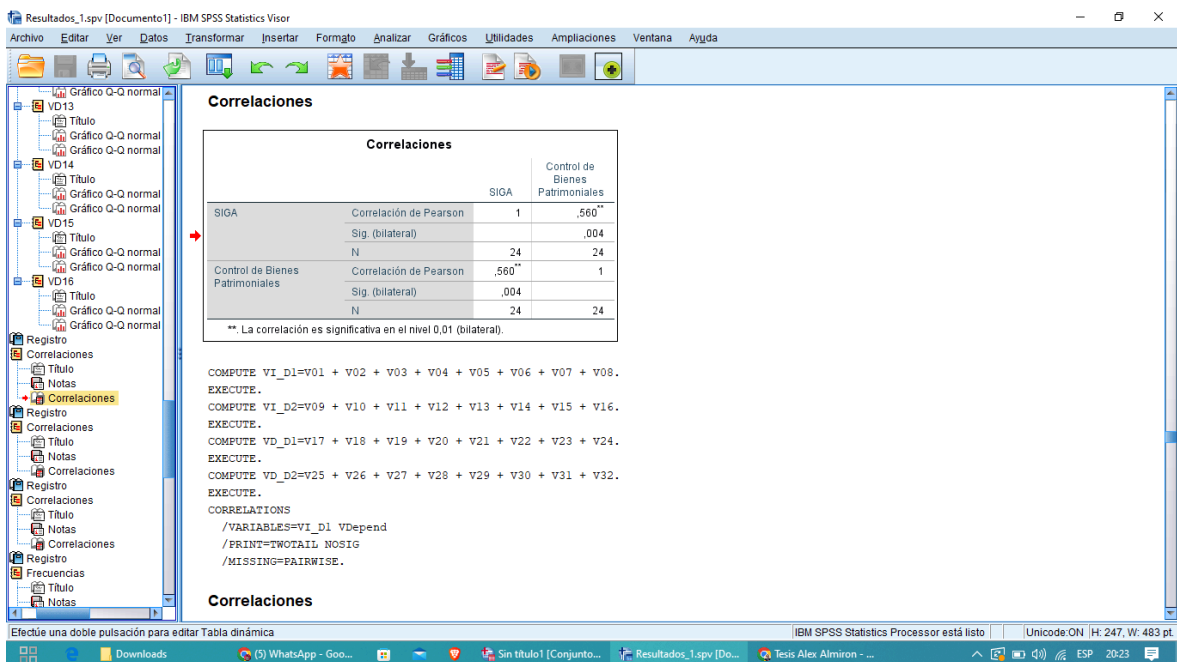 Resultados_1.spv [Documento1] - IBM SPSS Statistics Visor
Archivo Editar Ver Datos Transformar Insertar Formato Analizar Gráficos Utilidades Ampliaciones Ventana Ayuda
Gráfico Q-Q normal
VD13
Título
Gráfico Q-Q normal
Gráfico Q-Q normal
VD14
Título
Gráfico Q-Q normal
Gráfico Q-Q normal
VD15
Título
Gráfico Q-Q normal
Gráfico Q-Q normal
VD16
Título
Gráfico Q-Q normal
Gráfico Q-Q normal
Registro
Correlaciones
Título
Notas
Correlaciones
Registro
Correlaciones
Título
Notas
Correlaciones
Registro
Correlaciones
Título
Notas
Correlaciones
Registro
Frecuencias
Título
Notas
Correlaciones
Correlaciones
SIGA Control de Bienes Patrimoniales
SIGA Correlación de Pearson 1 ,560**
Sig. (bilateral) ,004
N 24 24
Control de Bienes Patrimoniales Correlación de Pearson ,560** 1
Sig. (bilateral) ,004
N 24 24
**. La correlación es significativa en el nivel 0,01 (bilateral).
COMPUTE VI_D1=V01 + V02 + V03 + V04 + V05 + V06 + V07 + V08.
EXECUTE.
COMPUTE VI_D2=V09 + V10 + V11 + V12 + V13 + V14 + V15 + V16.
EXECUTE.
COMPUTE VD_D1=V17 + V18 + V19 + V20 + V21 + V22 + V23 + V24.
EXECUTE.
COMPUTE VD_D2=V25 + V26 + V27 + V28 + V29 + V30 + V31 + V32.
EXECUTE.
CORRELATIONS
/VARIABLES=VI_D1 VDepend
/PRINT=TWOTAIL NOSIG
/MISSING=PAIRWISE.
Correlaciones
Efectúe una doble pulsación para editar Tabla dinámica
IBM SPSS Statistics Processor está listo
Unicode:ON H: 247, W: 483 pt.
Downloads
(5) WhatsApp - Goo...
Sin título1 [Conjunto...
Resultados_1.spv [Do...
Tesis Alex Almiron - ...
ESP 20:23